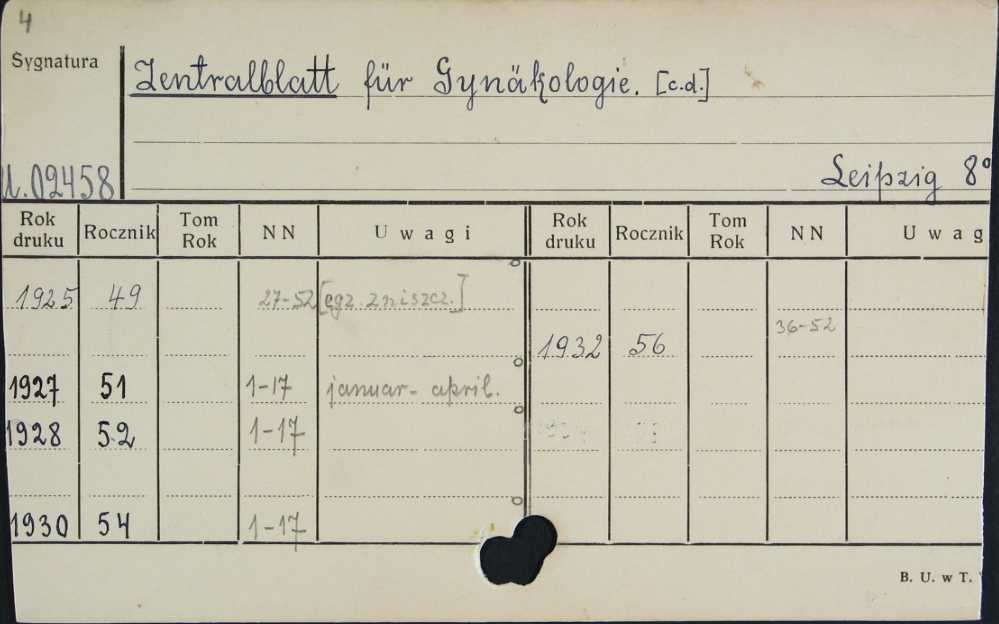 4
Sygnatura
Zentralblatt für Gynäkologie. [c.d.]
U.02458
Leipzig 8°
Rok druku Rocznik Tom Rok NN Uwagi Rok druku Rocznik Tom Rok NN Uwag
1925 49 27-52 [egz. zniszcz.]
1932 56 36-52
1927 51 1-17 januar-april.
1928 52 1-17
1930 54 1-17
B. U. w T.